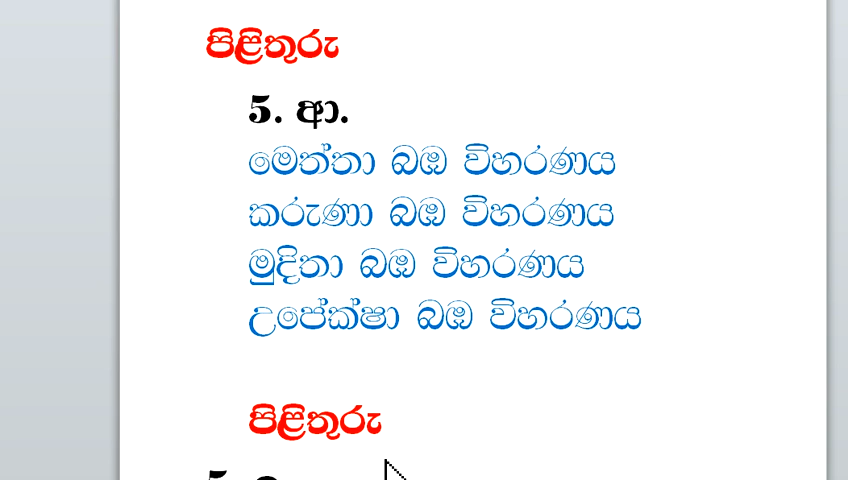 පිළිතුරු
5. ආ.
මෙත්තා බඹ විහරණය
කරුණා බඹ විහරණය
මුදිතා බඹ විහරණය
උපේක්ෂා බඹ විහරණය
පිළිතුරු